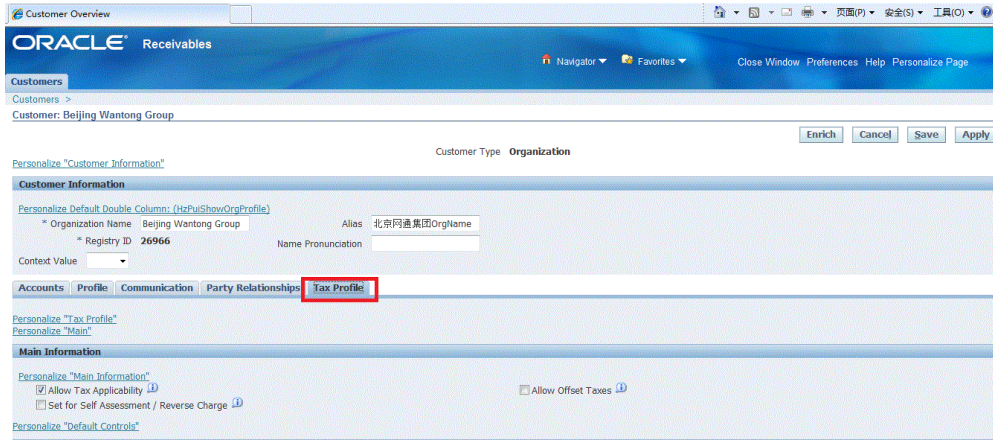 Customer Overview
页面(P) 安全(S) 工具(O)
ORACLE® Receivables
Navigator Favorites Close Window Preferences Help Personalize Page
Customers
Customers >
Customer: Beijing Wantong Group
Enrich Cancel Save Apply
Customer Type Organization
Personalize "Customer Information"
Customer Information
Personalize Default Double Column: (HzPuiShowOrgProfile)
* Organization Name Beijing Wantong Group Alias 北京网通集团OrgName
* Registry ID 26966 Name Pronunciation
Context Value
Accounts Profile Communication Party Relationships Tax Profile
Personalize "Tax Profile"
Personalize "Main"
Main Information
Personalize "Main Information"
Allow Tax Applicability Allow Offset Taxes
Set for Self Assessment / Reverse Charge
Personalize "Default Controls"